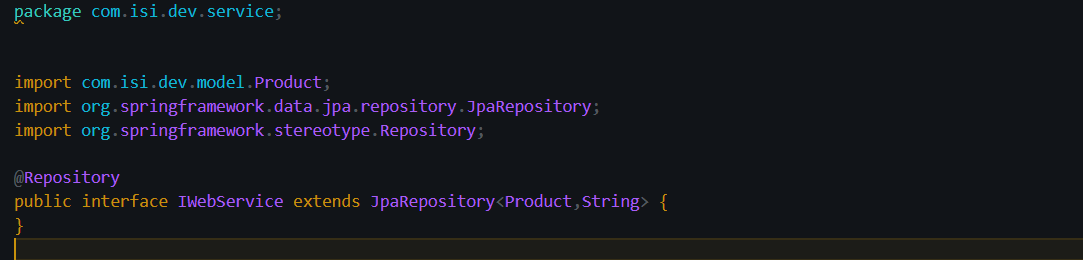 package com.isi.dev.service;
import com.isi.dev.model.Product;
import org.springframework.data.jpa.repository.JpaRepository;
import org.springframework.stereotype.Repository;
@Repository
public interface IWebService extends JpaRepository<Product,String> {
}